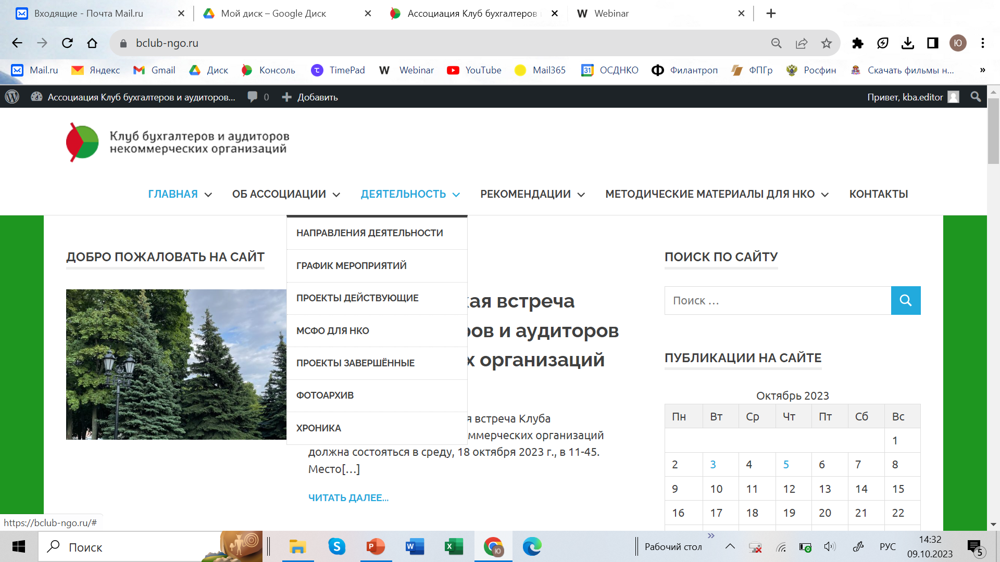 Входящие - Почта Mail.ru
Мой диск – Google Диск
Ассоциация Клуб бухгалтеров
Webinar
bclub-ngo.ru
Ю
Mail.ru
Яндекс
Gmail
Диск
Консоль
TimePad
W Webinar
YouTube
Mail365
31 ОСДНКО
Филантроп
ФПГр
Росфин
Скачать фильмы н...
»
Ассоциация Клуб бухгалтеров и аудиторов...
0
Добавить
Привет, kba.editor
Клуб бухгалтеров и аудиторов
некоммерческих организаций
ГЛАВНАЯ
ОБ АССОЦИАЦИИ
ДЕЯТЕЛЬНОСТЬ
РЕКОМЕНДАЦИИ
МЕТОДИЧЕСКИЕ МАТЕРИАЛЫ ДЛЯ НКО
КОНТАКТЫ
НАПРАВЛЕНИЯ ДЕЯТЕЛЬНОСТИ
ГРАФИК МЕРОПРИЯТИЙ
ПРОЕКТЫ ДЕЙСТВУЮЩИЕ
МСФО ДЛЯ НКО
ПРОЕКТЫ ЗАВЕРШЁННЫЕ
ФОТОАРХИВ
ХРОНИКА
ДОБРО ПОЖАЛОВАТЬ НА САЙТ
ая встреча
ов и аудиторов
х организаций
я встреча Клуба
ммерческих организаций
должна состояться в среду, 18 октября 2023 г., в 11-45.
Место[…]
ЧИТАТЬ ДАЛЕЕ...
ПОИСК ПО САЙТУ
Поиск …
ПУБЛИКАЦИИ НА САЙТЕ
Октябрь 2023
Пн Вт Ср Чт Пт Сб Вс
1
2 3 4 5 6 7 8
9 10 11 12 13 14 15
16 17 18 19 20 21 22
https://bclub-ngo.ru/#
Поиск
Рабочий стол
»
РУС
14:32
09.10.2023
5